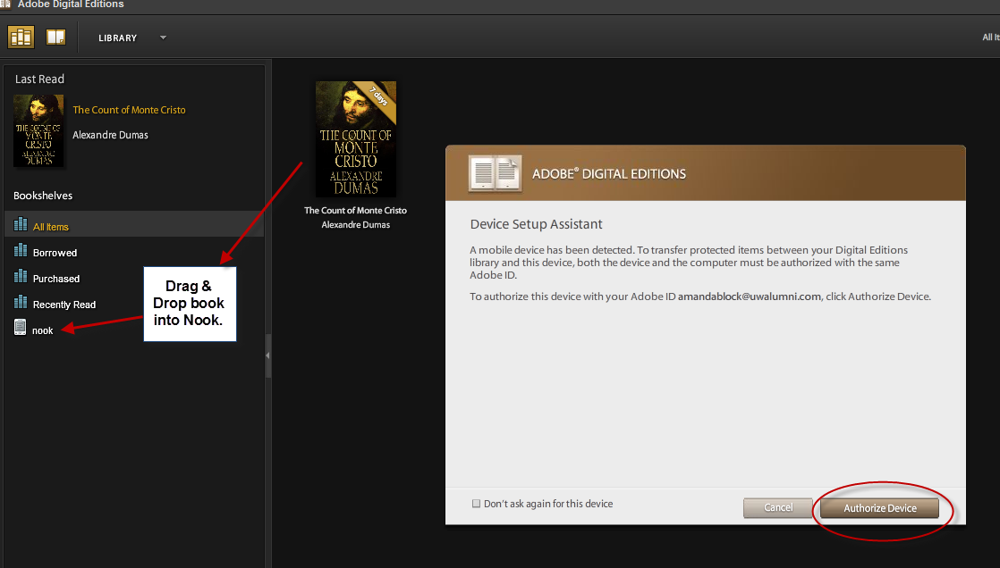 Adobe Digital Editions
LIBRARY
All It
Last Read
THE COUNT OF
MONTE
CRISTO
ALEXANDRE
DUMAS
The Count of Monte Cristo
Alexandre Dumas
Bookshelves
All Items
Borrowed
Purchased
Recently Read
nook
Drag &
Drop book
into Nook.
7 days
THE COUNT OF
MONTE
CRISTO
ALEXANDRE
DUMAS
The Count of Monte Cristo
Alexandre Dumas
ADOBE® DIGITAL EDITIONS
Device Setup Assistant
A mobile device has been detected. To transfer protected items between your Digital Editions
library and this device, both the device and the computer must be authorized with the same
Adobe ID.
To authorize this device with your Adobe ID amandablock@uwalumni.com, click Authorize Device.
Don't ask again for this device
Cancel
Authorize Device